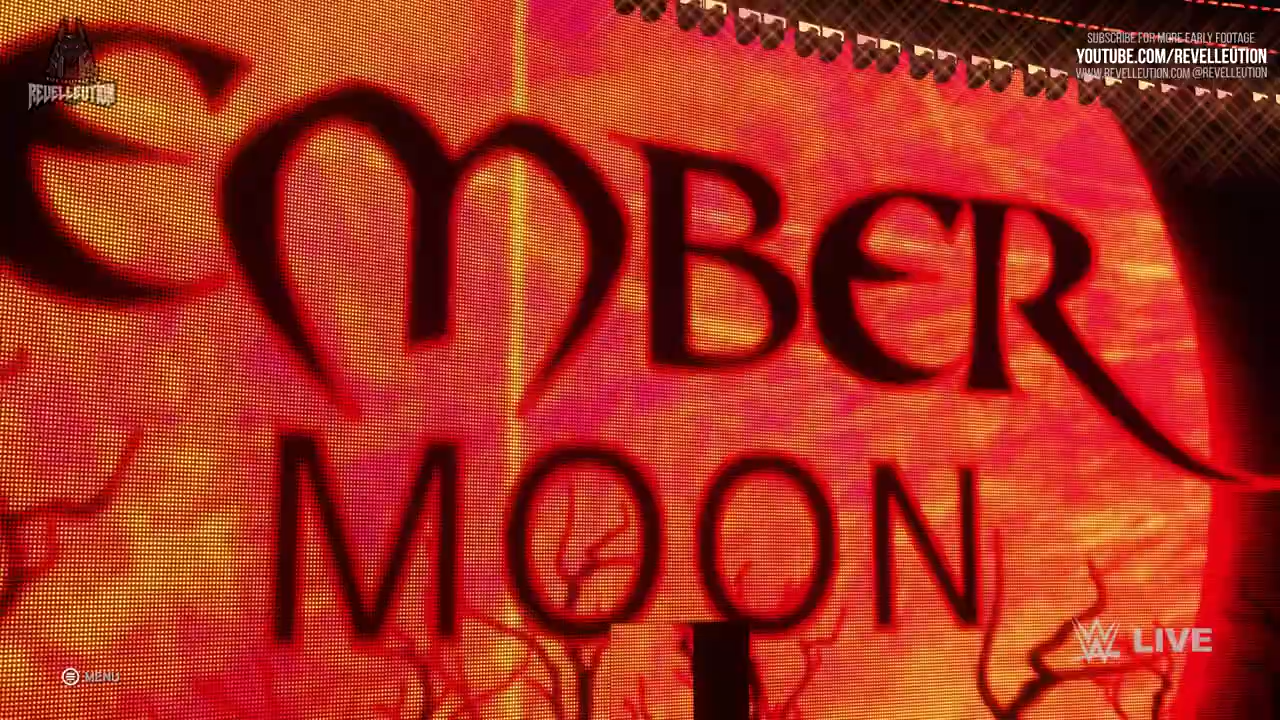 REVELLEUTION
SUBSCRIBE FOR MORE EARLY FOOTAGE
YOUTUBE.COM/REVELLEUTION
WWW.REVELLEUTION.COM @REVELLEUTION
EMBER
MOON
MENU
W LIVE